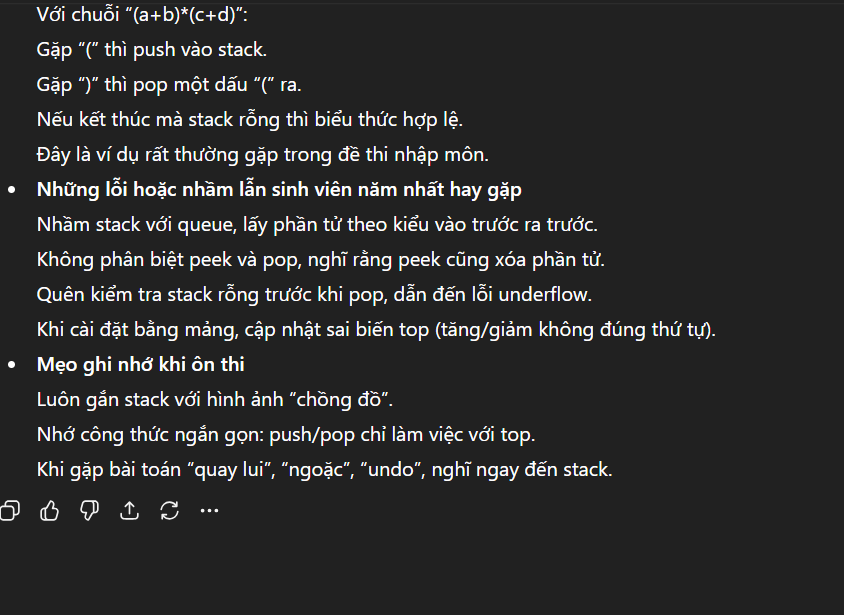 Với chuỗi “(a+b)*(c+d)”:
Gặp “(” thì push vào stack.
Gặp “)” thì pop một dấu “(” ra.
Nếu kết thúc mà stack rỗng thì biểu thức hợp lệ.
Đây là ví dụ rất thường gặp trong đề thi nhập môn.
• Những lỗi hoặc nhầm lẫn sinh viên năm nhất hay gặp
Nhầm stack với queue, lấy phần tử theo kiểu vào trước ra trước.
Không phân biệt peek và pop, nghĩ rằng peek cũng xóa phần tử.
Quên kiểm tra stack rỗng trước khi pop, dẫn đến lỗi underflow.
Khi cài đặt bằng mảng, cập nhật sai biến top (tăng/giảm không đúng thứ tự).
• Mẹo ghi nhớ khi ôn thi
Luôn gắn stack với hình ảnh “chồng đồ”.
Nhớ công thức ngắn gọn: push/pop chỉ làm việc với top.
Khi gặp bài toán “quay lui”, “ngoặc”, “undo”, nghĩ ngay đến stack.